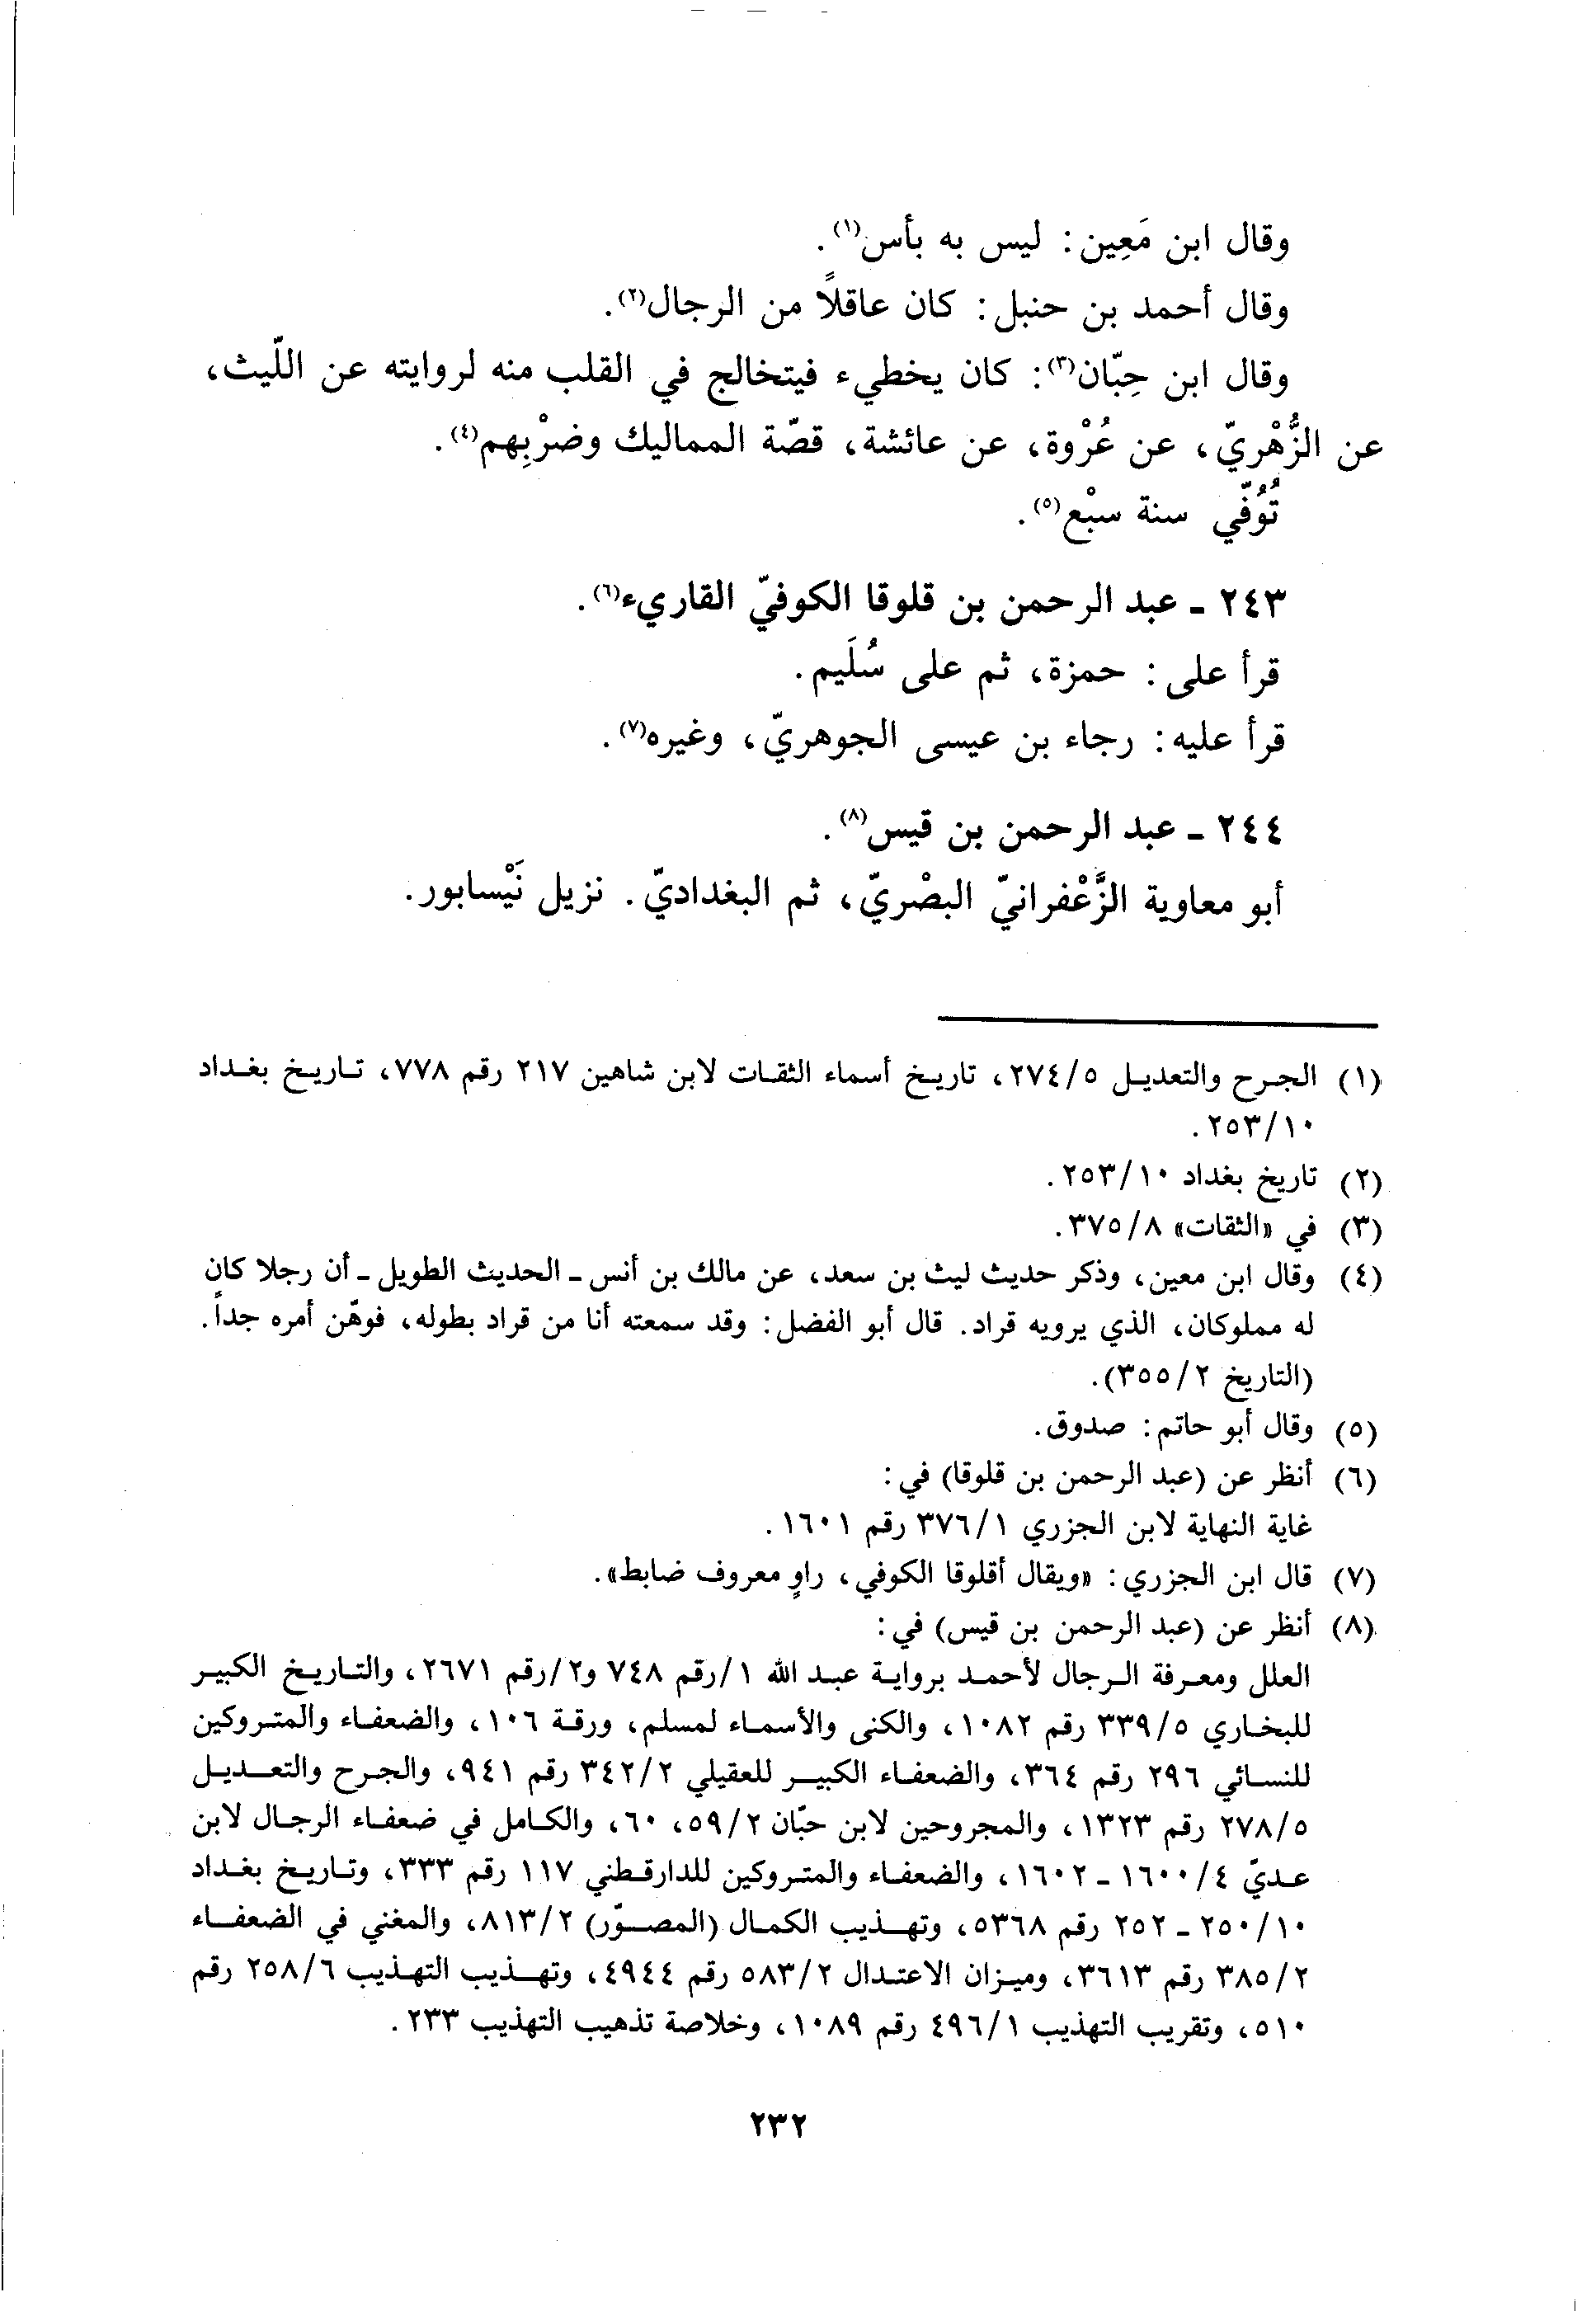 وقال ابن مَعِين: ليس به بأس(١).
وقال أحمد بن حنبل: كان عاقلاً من الرجال(٢).
وقال ابن حِبّان(٣): كان يخطيء فيتخالج في القلب منه لروايته عن اللّيث،
عن الزُّهْريّ، عن عُرْوة، عن عائشة، قصّة المماليك وضرْبِهم(٤).
تُوُفّي سنة سبْع(٥).
٢٤٣ - عبد الرحمن بن قلوقا الكوفيّ القاريء(٦).
قرأ على: حمزة، ثم على سُلَيم.
قرأ عليه: رجاء بن عيسى الجوهريّ، وغيره(٧).
٢٤٤ - عبد الرحمن بن قيس(٨).
أبو معاوية الزَّعْفرانيّ البصْريّ، ثم البغداديّ. نزيل نَيْسابور.
(١) الجرح والتعديل ٢٧٤/٥، تاريخ أسماء الثقات لابن شاهين ٢١٧ رقم ٧٧٨، تاريخ بغداد
٢٥٣/١٠.
(٢) تاريخ بغداد ٢٥٣/١٠.
(٣) في «الثقات» ٣٧٥/٨.
(٤) وقال ابن معين، وذكر حديث ليث بن سعد، عن مالك بن أنس - الحديث الطويل - أن رجلا كان
له مملوكان، الذي يرويه قراد. قال أبو الفضل: وقد سمعته أنا من قراد بطوله، فوهّن أمره جداً.
(التاريخ ٣٥٥/٢).
(٥) وقال أبو حاتم: صدوق.
(٦) أنظر عن (عبد الرحمن بن قلوقا) في:
غاية النهاية لابن الجزري ٣٧٦/١ رقم ١٦٠١.
(٧) قال ابن الجزري: «ويقال أقلوقا الكوفي، راوٍ معروف ضابط».
(٨) أنظر عن (عبد الرحمن بن قيس) في:
العلل ومعرفة الرجال لأحمد برواية عبد الله ١/رقم ٧٤٨ و٢/رقم ٢٦٧١، والتاريخ الكبير
للبخاري ٣٣٩/٥ رقم ١٠٨٢، والكنى والأسماء لمسلم، ورقة ١٠٦، والضعفاء والمتروكين
للنسائي ٢٩٦ رقم ٣٦٤، والضعفاء الكبير للعقيلي ٣٤٢/٢ رقم ٩٤١، والجرح والتعديل
٢٧٨/٥ رقم ١٣٢٣، والمجروحين لابن حبّان ٥٩/٢، ٦٠، والكامل في ضعفاء الرجال لابن
عديّ ١٦٠٠/٤ - ١٦٠٢، والضعفاء والمتروكين للدارقطني ١١٧ رقم ٣٣٣، وتاريخ بغداد
٢٥٠/١٠ - ٢٥٢ رقم ٥٣٦٨، وتهذيب الكمال (المصوّر) ٨١٣/٢، والمغني في الضعفاء
٣٨٥/٢ رقم ٣٦١٣، وميزان الاعتدال ٥٨٣/٢ رقم ٤٩٤٤، وتهذيب التهذيب ٢٥٨/٦ رقم
٥١٠، وتقريب التهذيب ٤٩٦/١ رقم ١٠٨٩، وخلاصة تذهيب التهذيب ٢٣٣.
٢٣٢